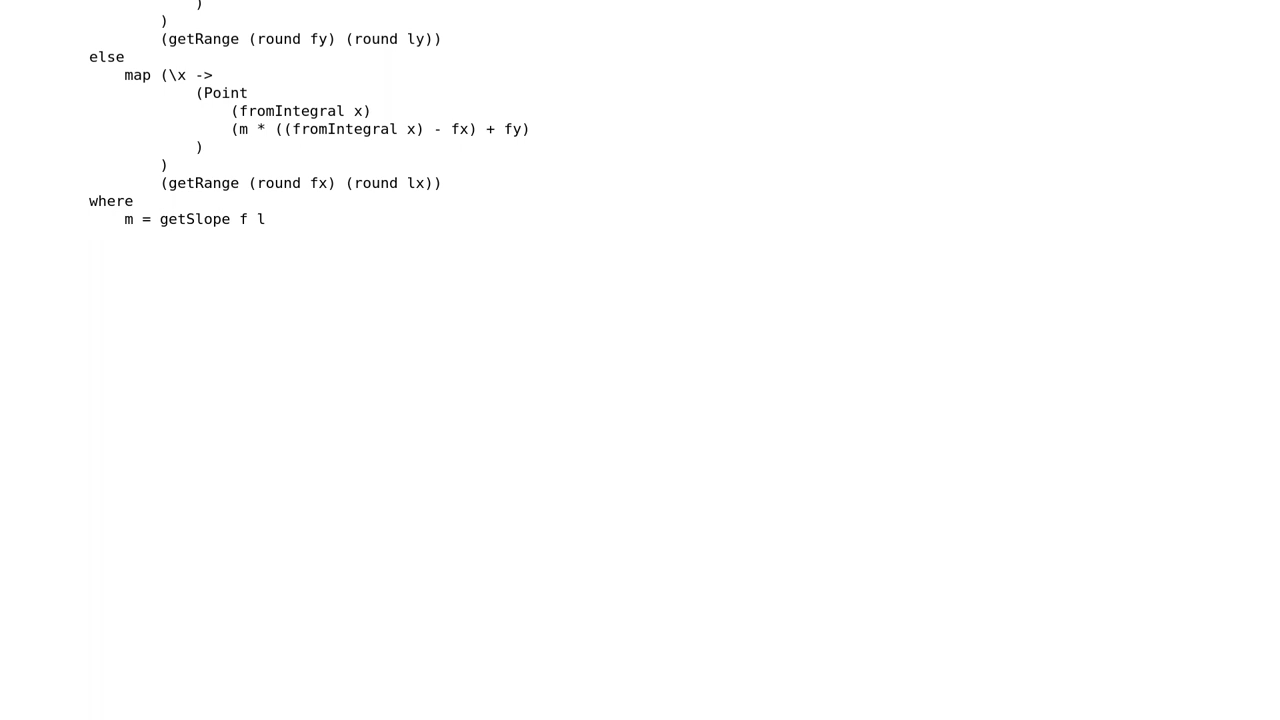 )
)
(getRange (round fy) (round ly))
else
map (\x ->
(Point
(fromIntegral x)
(m * ((fromIntegral x) - fx) + fy)
)
)
(getRange (round fx) (round lx))
where
m = getSlope f l